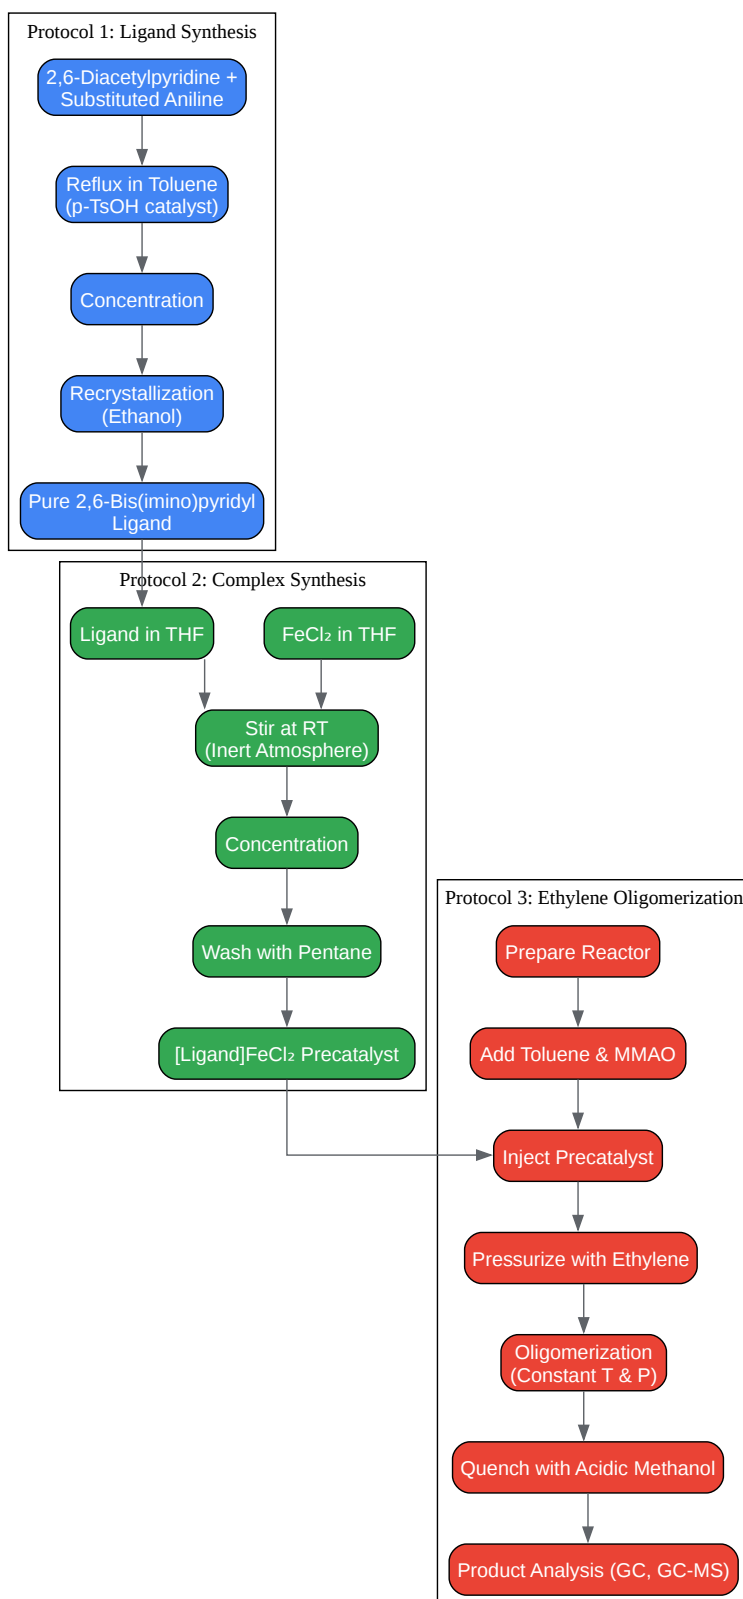 Protocol 1: Ligand Synthesis
2,6-Diacetylpyridine +
Substituted Aniline
Reflux in Toluene
(p-TsOH catalyst)
Concentration
Recrystallization
(Ethanol)
Pure 2,6-Bis(imino)pyridyl
Ligand
Protocol 2: Complex Synthesis
Ligand in THF
FeCl₂ in THF
Stir at RT
(Inert Atmosphere)
Concentration
Wash with Pentane
[Ligand]FeCl₂ Precatalyst
Protocol 3: Ethylene Oligomerization
Prepare Reactor
Add Toluene & MMAO
Inject Precatalyst
Pressurize with Ethylene
Oligomerization
(Constant T & P)
Quench with Acidic Methanol
Product Analysis (GC, GC-MS)